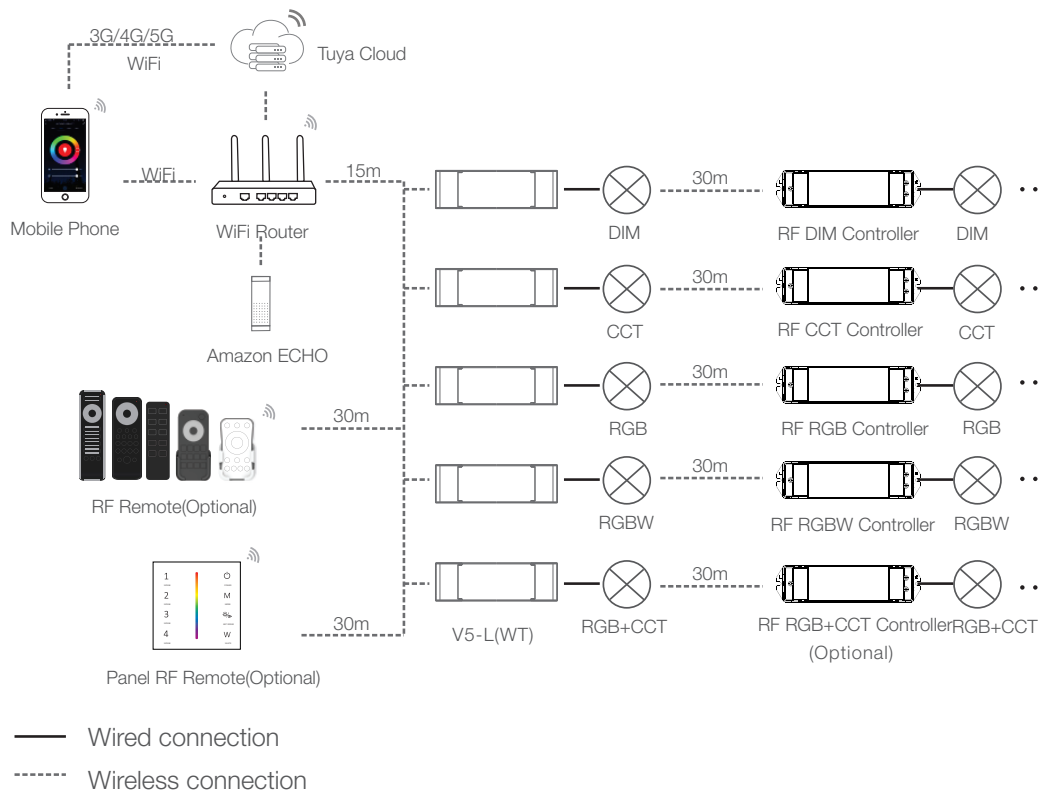 3G/4G/5G
WiFi
Tuya Cloud
WiFi
15m
Mobile Phone
WiFi Router
Amazon ECHO
30m
RF Remote(Optional)
1
2
3
4
M
W
30m
Panel RF Remote(Optional)
DIM
30m
RF DIM Controller
DIM
CCT
30m
RF CCT Controller
CCT
RGB
30m
RF RGB Controller
RGB
RGBW
30m
RF RGBW Controller
RGBW
V5-L(WT)
RGB+CCT
30m
RF RGB+CCT Controller
(Optional)
RGB+CCT
Wired connection
Wireless connection